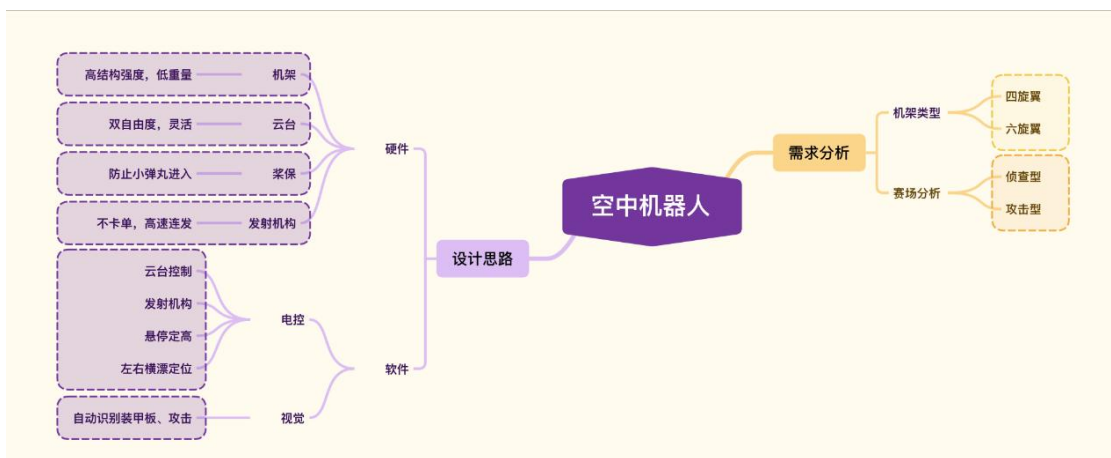 空中机器人
需求分析
机架类型
四旋翼
六旋翼
赛场分析
侦查型
攻击型
设计思路
硬件
机架
高结构强度，低重量
云台
双自由度，灵活
桨保
防止小弹丸进入
发射机构
不卡单，高速连发
软件
电控
云台控制
发射机构
悬停定高
左右横漂定位
视觉
自动识别装甲板、攻击